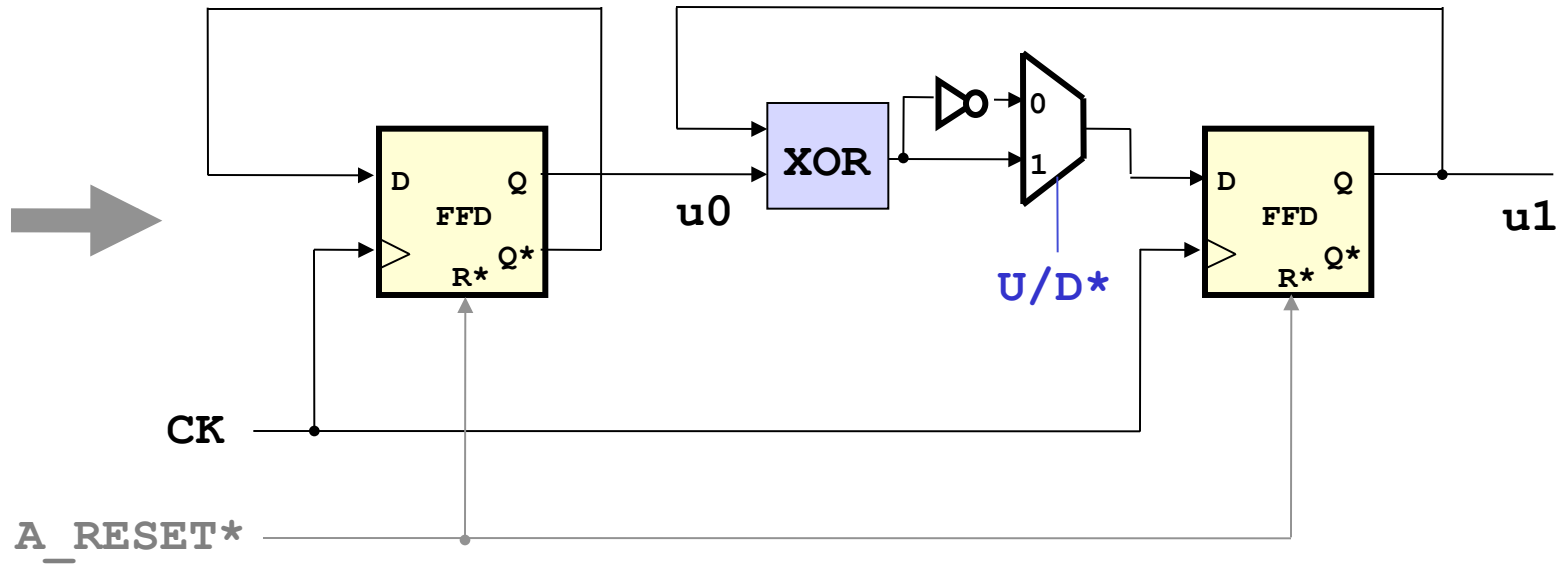 0
XOR
1
D
Q
FFD
Q*
R*
u0
U/D*
D
Q
FFD
Q*
R*
u1
CK
A_RESET*